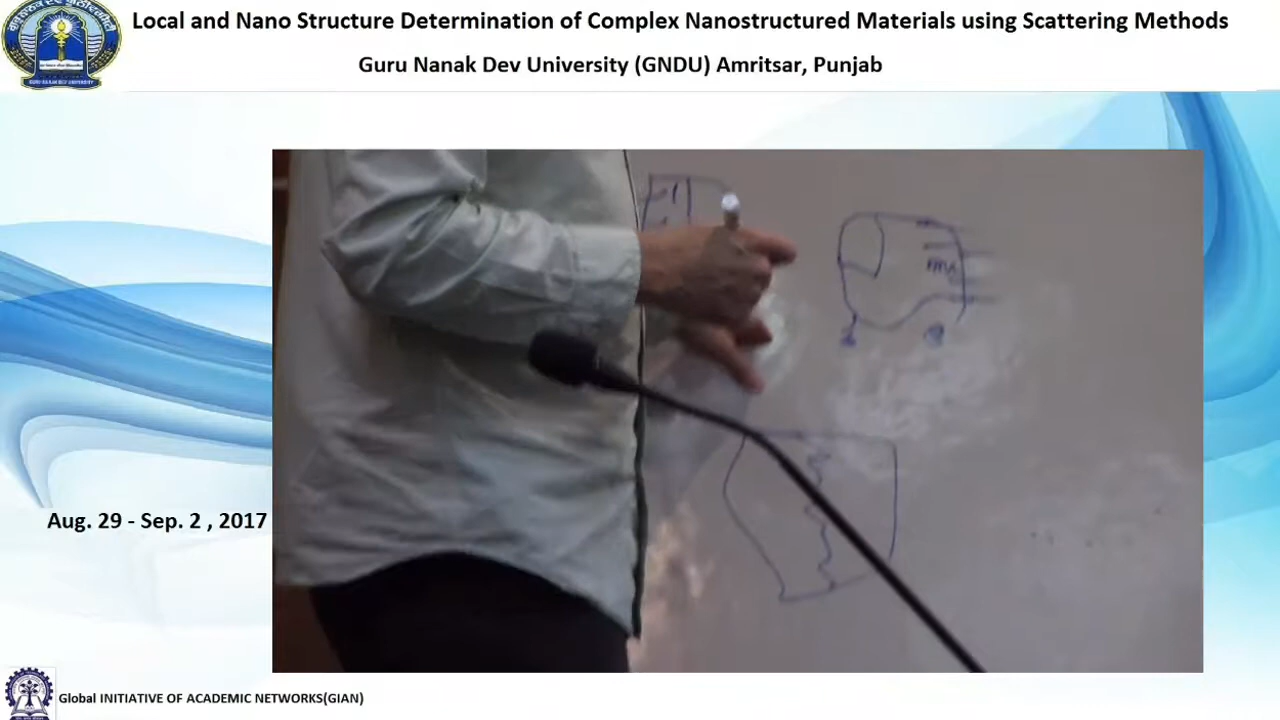 Local and Nano Structure Determination of Complex Nanostructured Materials using Scattering Methods
Guru Nanak Dev University (GNDU) Amritsar, Punjab
Aug. 29 - Sep. 2 , 2017
Global INITIATIVE OF ACADEMIC NETWORKS(GIAN)